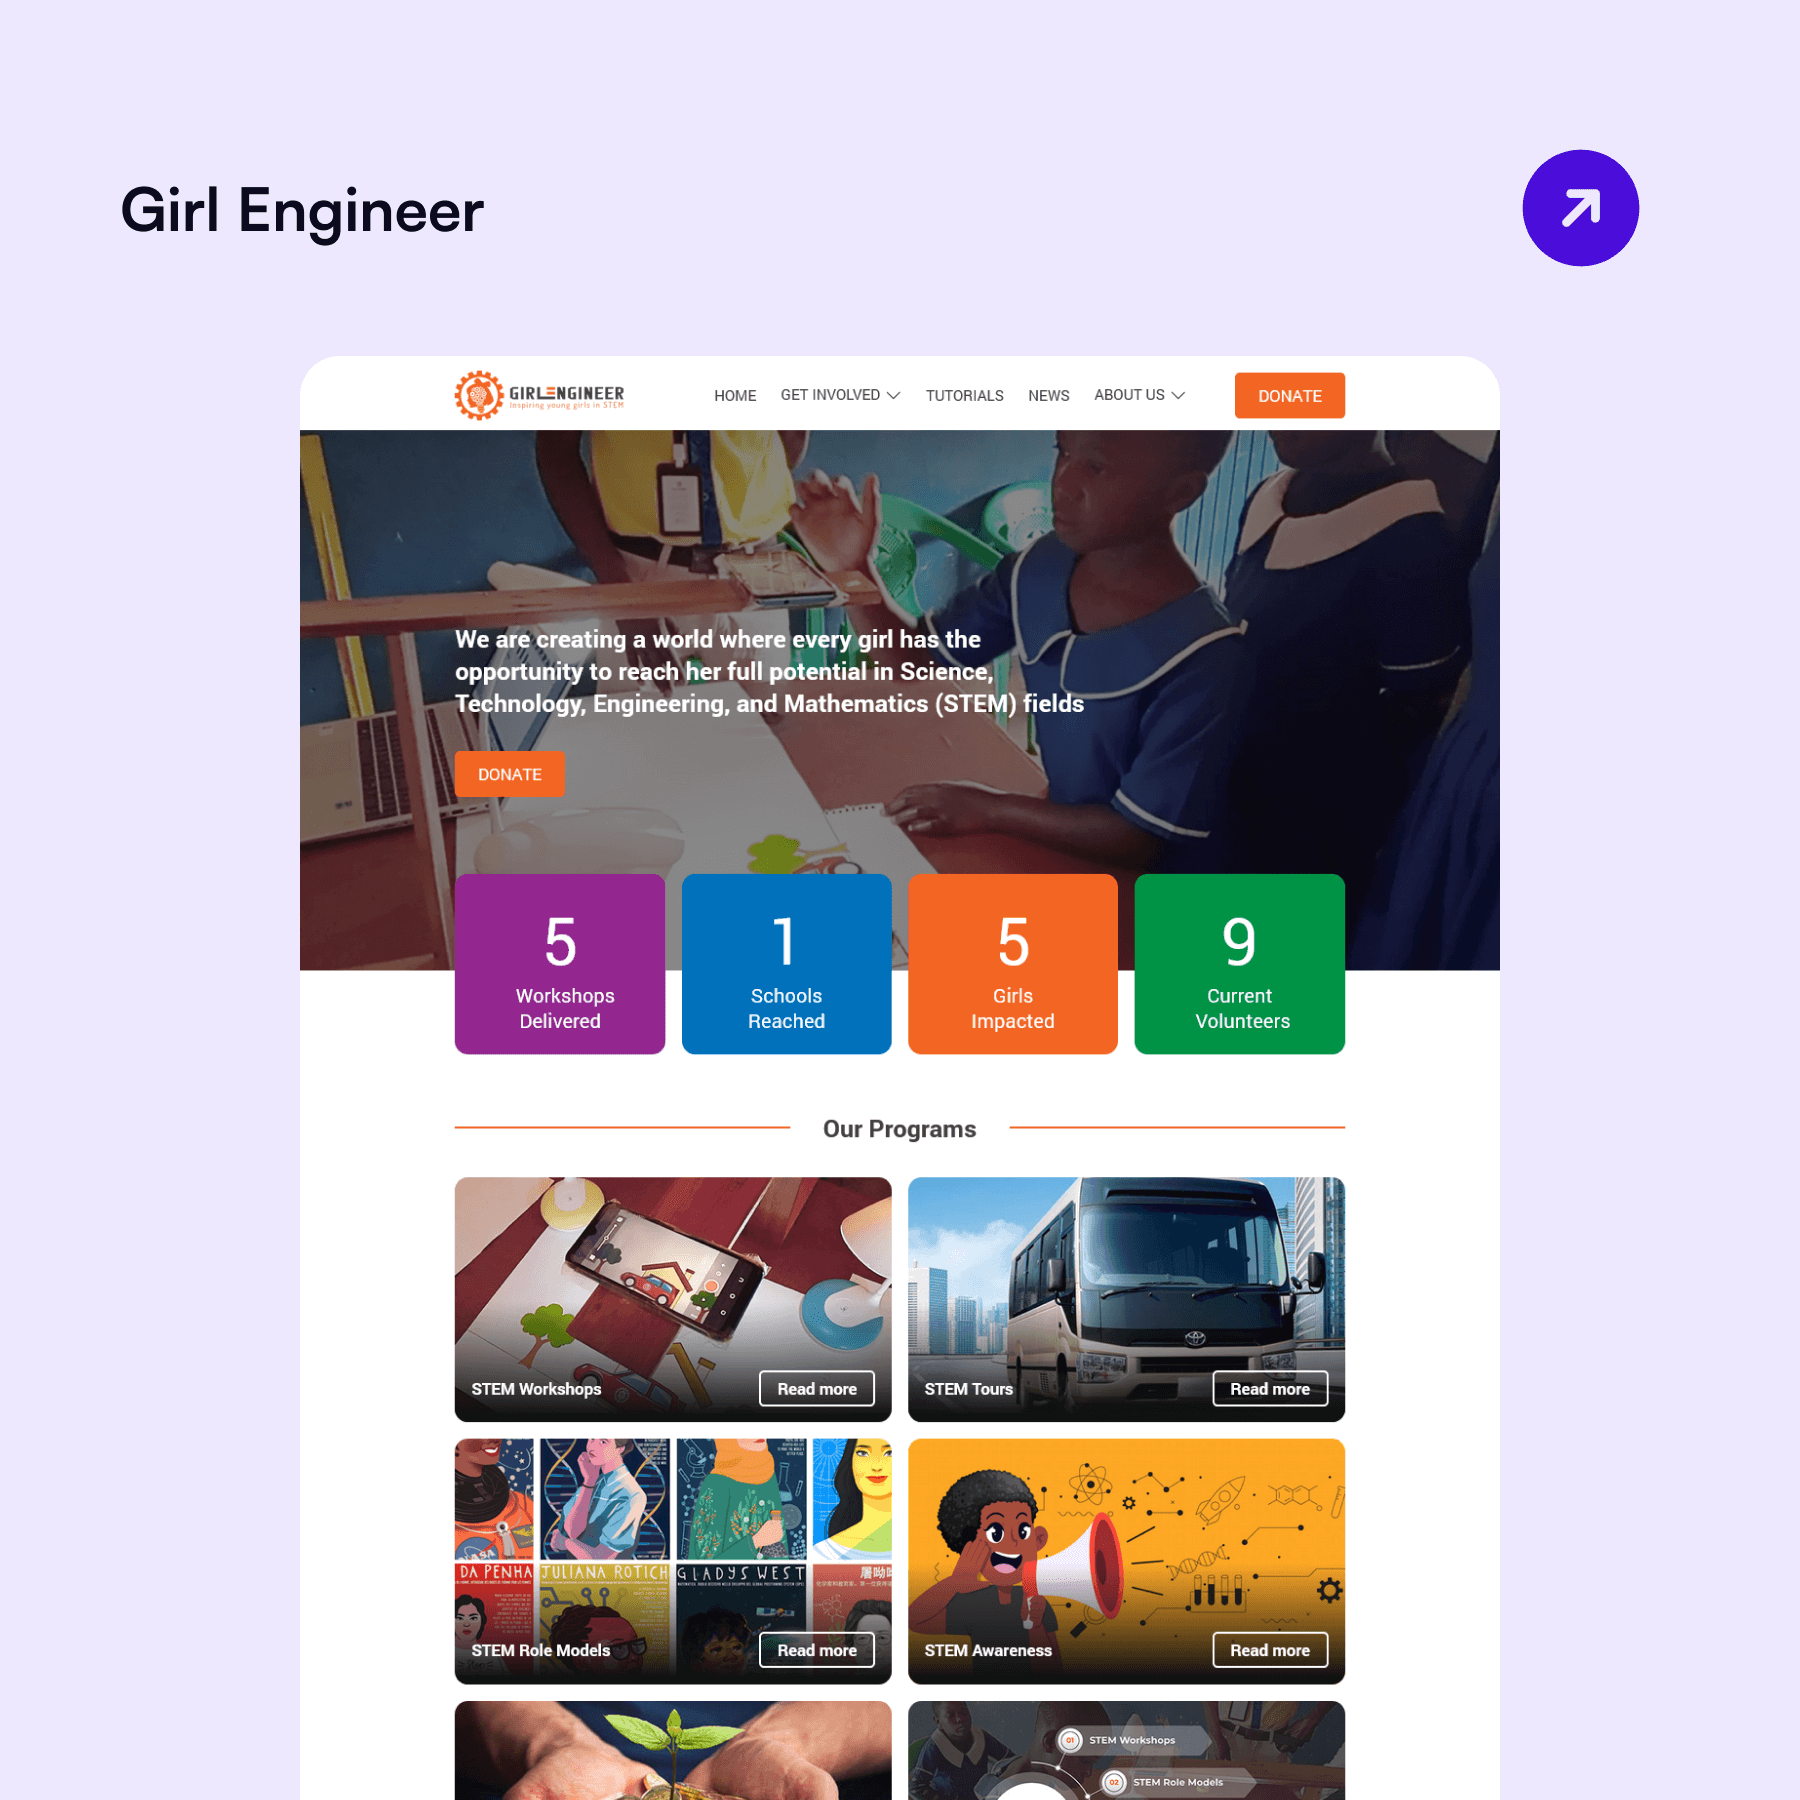 Girl Engineer
GIRLENGINEER
Inspiring young girls in STEM
HOME
GET INVOLVED
TUTORIALS
NEWS
ABOUT US
DONATE
We are creating a world where every girl has the
opportunity to reach her full potential in Science,
Technology, Engineering, and Mathematics (STEM) fields
DONATE
5
Workshops
Delivered
1
Schools
Reached
5
Girls
Impacted
9
Current
Volunteers
Our Programs
STEM Workshops
Read more
STEM Tours
Read more
NASA
DA PENHA
JULIANA ROTICH
GLADYS WEST
STEM Role Models
Read more
STEM Awareness
Read more
01
STEM Workshops
02
STEM Role Models